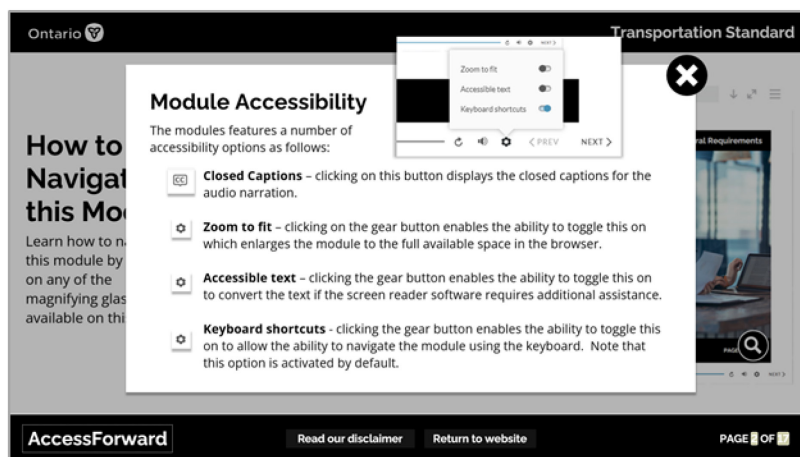 Ontario
Transportation Standard
NEXT >
Zoom to fit
Accessible text
Keyboard shortcuts
< PREV NEXT >
Module Accessibility
The modules features a number of
accessibility options as follows:
CC
Closed Captions – clicking on this button displays the closed captions for the
audio narration.
Zoom to fit – clicking on the gear button enables the ability to toggle this on
which enlarges the module to the full available space in the browser.
Accessible text – clicking the gear button enables the ability to toggle this on
to convert the text if the screen reader software requires additional assistance.
Keyboard shortcuts - clicking the gear button enables the ability to toggle this
on to allow the ability to navigate the module using the keyboard. Note that
this option is activated by default.
How to
Navigat
this Mo
Learn how to n
this module by
on any of the
magnifying glas
available on thi
ral Requirements
PAGE
NEXT >
AccessForward
Read our disclaimer
Return to website
PAGE 2 OF 17